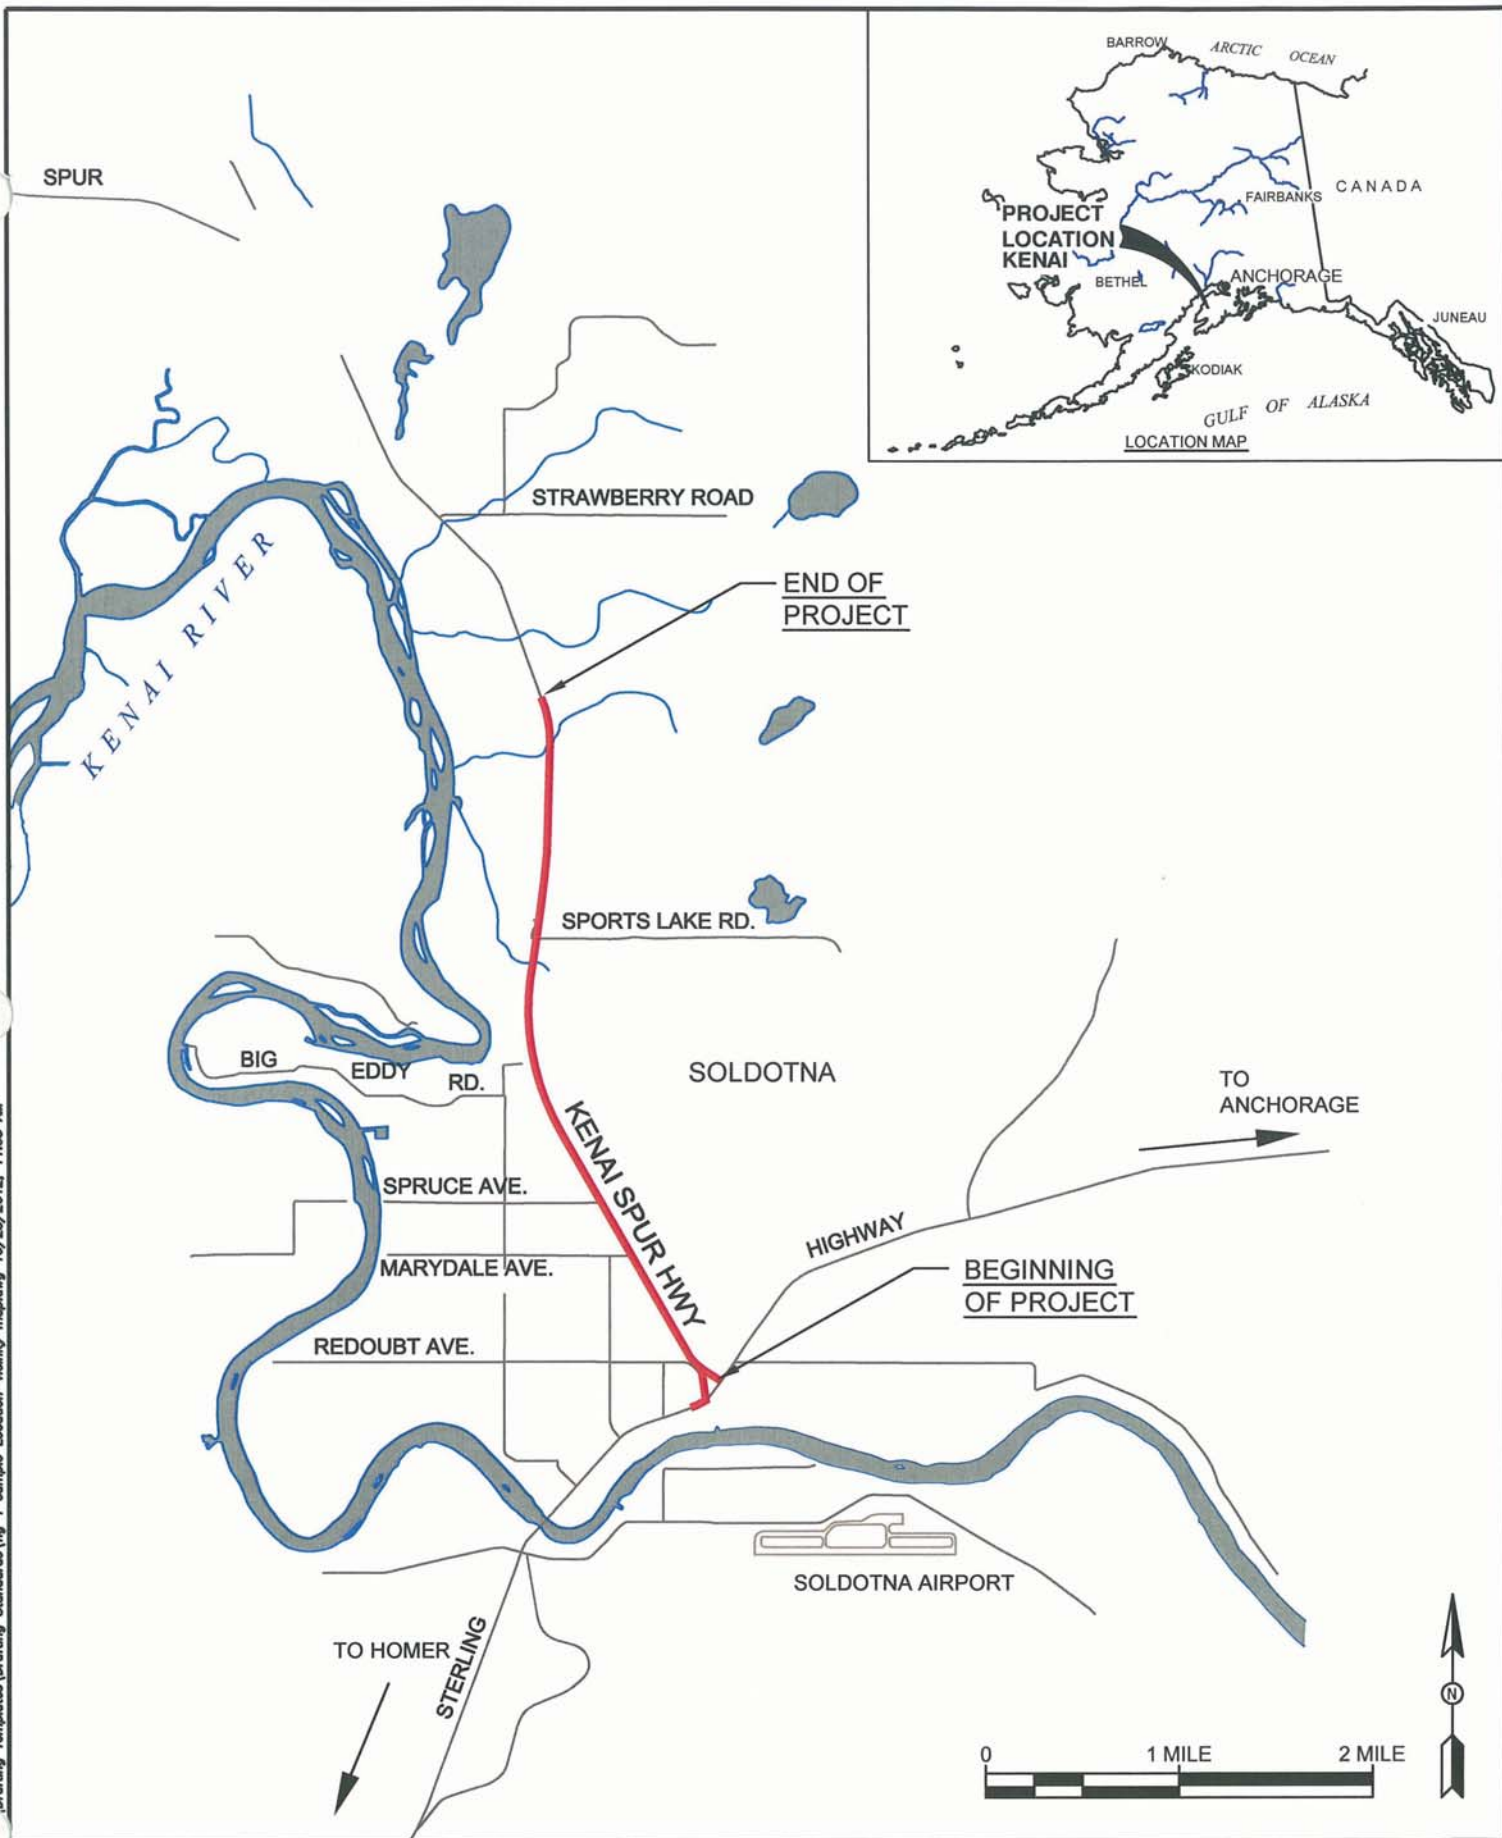 BARROW
ARCTIC OCEAN
CANADA
FAIRBANKS
PROJECT
LOCATION
KENAI
BETHEL
ANCHORAGE
JUNEAU
KODIAK
GULF OF ALASKA
LOCATION MAP
SPUR
STRAWBERRY ROAD
KENAI RIVER
END OF
PROJECT
SPORTS LAKE RD.
BIG EDDY RD.
SOLDOTNA
TO
ANCHORAGE
KENAI SPUR HWY
SPRUCE AVE.
HIGHWAY
MARYDALE AVE.
BEGINNING
OF PROJECT
REDOUBT AVE.
SOLDOTNA AIRPORT
TO HOMER
STERLING
N
0 1 MILE 2 MILE